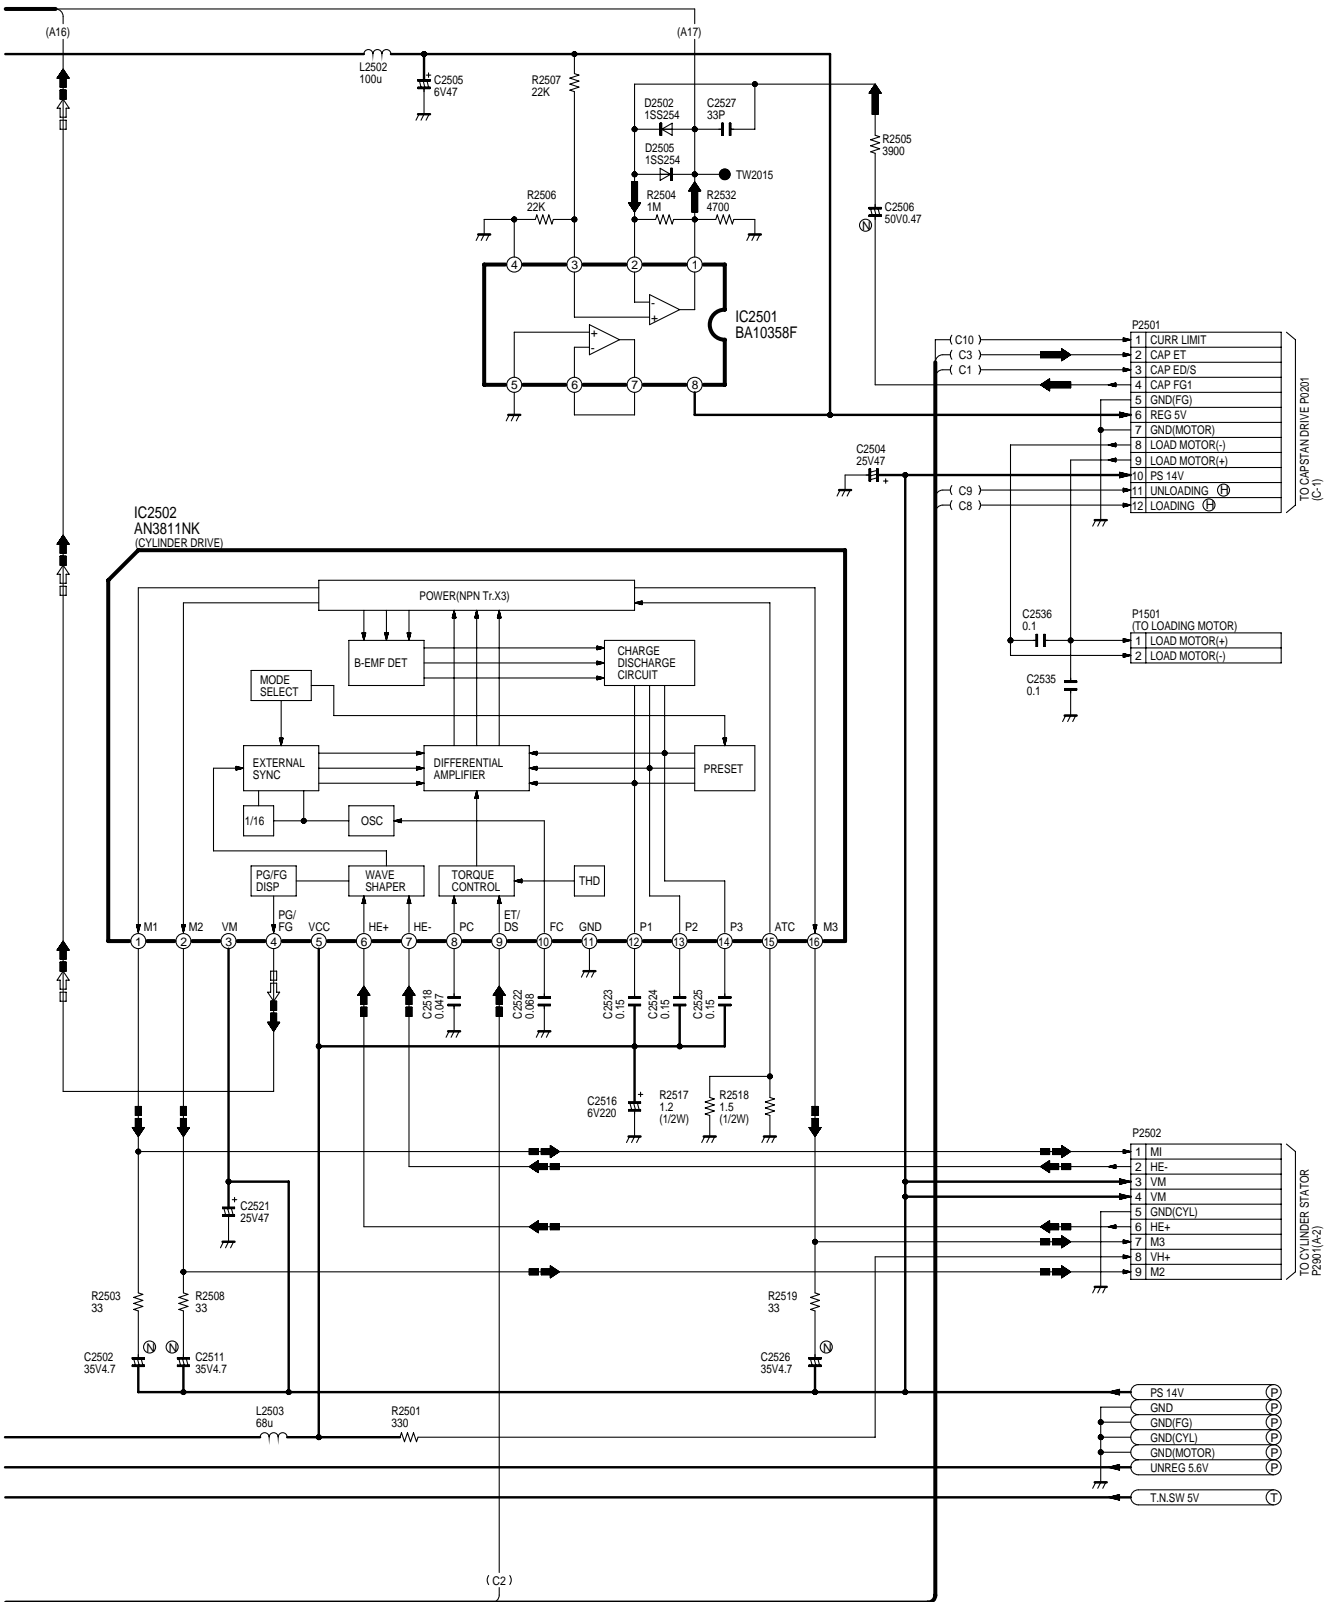 (A16)
(A17)
L2502
100u
C2505
6V47
+
R2507
22K
D2502
1SS254
C2527
33P
D2505
1SS254
TW2015
R2505
3900
R2506
22K
R2504
1M
R2532
4700
C2506
50V0.47
N
4
3
2
1
-
+
+
-
IC2501
BA10358F
5
6
7
8
P2501
(C10)
1 CURR LIMIT
(C3)
2 CAP ET
(C1)
3 CAP ED/S
4 CAP FG1
5 GND(FG)
6 REG 5V
7 GND(MOTOR)
8 LOAD MOTOR(-)
9 LOAD MOTOR(+)
10 PS 14V
(C9)
11 UNLOADING H
(C8)
12 LOADING H
TO CAPSTAN DRIVE P0201
(C-1)
C2504
25V47
+
IC2502
AN3811NK
(CYLINDER DRIVE)
POWER(NPN Tr.X3)
B-EMF DET
CHARGE
DISCHARGE
CIRCUIT
MODE
SELECT
EXTERNAL
SYNC
DIFFERENTIAL
AMPLIFIER
PRESET
1/16
OSC
PG/FG
DISP
WAVE
SHAPER
TORQUE
CONTROL
THD
C2536
0.1
P1501
(TO LOADING MOTOR)
1 LOAD MOTOR(+)
2 LOAD MOTOR(-)
C2535
0.1
M1
M2
VM
PG/
FG
VCC
HE+
HE-
PC
ET/
DS
FC
GND
P1
P2
P3
ATC
M3
1
2
3
4
5
6
7
8
9
10
11
12
13
14
15
16
C2518
0.047
C2522
0.068
C2523
0.15
C2524
0.15
C2525
0.15
C2516
6V220
+
R2517
1.2
(1/2W)
R2518
1.5
(1/2W)
P2502
1 MI
2 HE-
3 VM
4 VM
5 GND(CYL)
6 HE+
7 M3
8 VH+
9 M2
TO CYLINDER STATOR
P2901(A-2)
+
C2521
25V47
R2503
33
R2508
33
R2519
33
C2502
35V4.7
N
N
C2511
35V4.7
C2526
35V4.7
N
L2503
68u
R2501
330
PS 14V P
GND P
GND(FG) P
GND(CYL) P
GND(MOTOR) P
UNREG 5.6V P
T.N.SW 5V T
(C2)